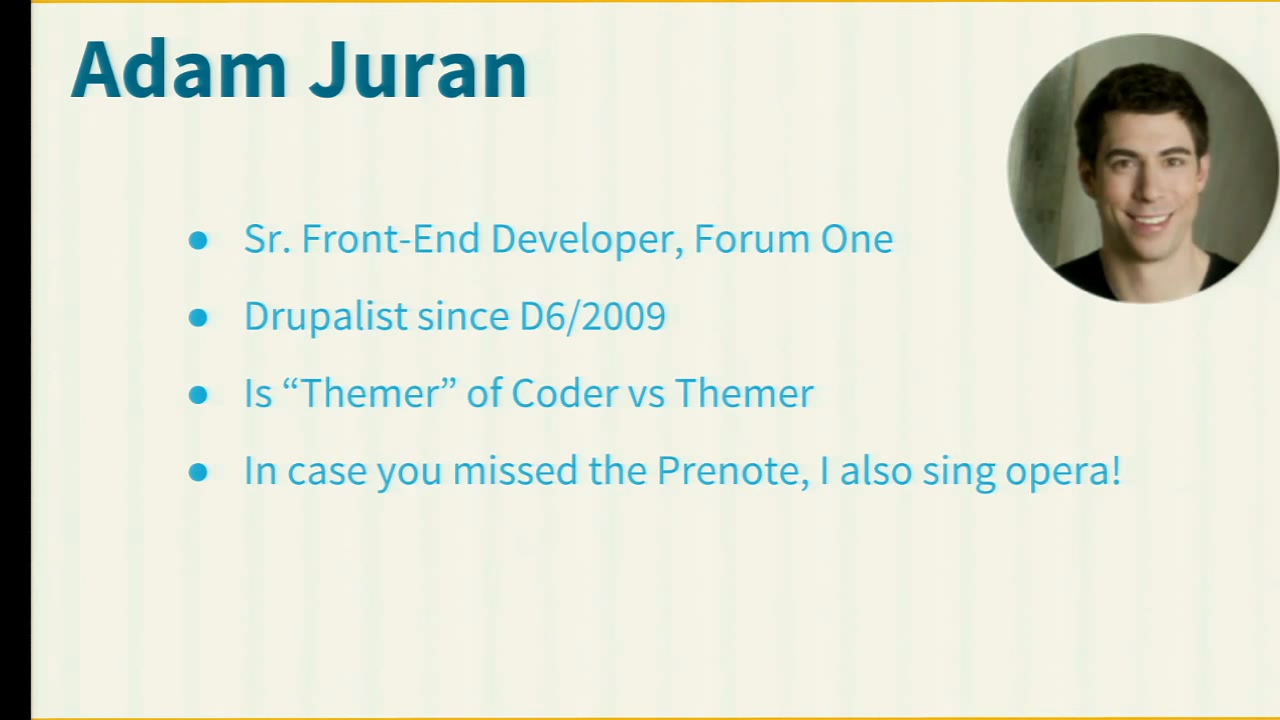 Adam Juran
● Sr. Front-End Developer, Forum One
● Drupalist since D6/2009
● Is “Themer” of Coder vs Themer
● In case you missed the Prenote, I also sing opera!